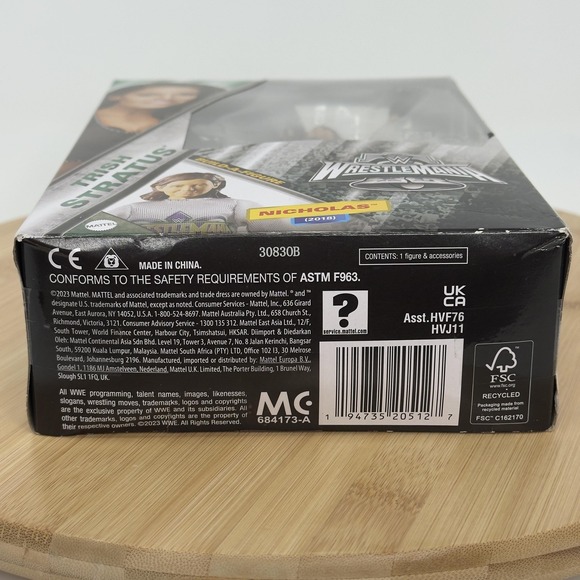 TRISH
STRATUS
BUILD-A-FIGURE
WRESTLEMANIA
NICHOLAS
(2018)
MATTEL
30830B
CE
MADE IN CHINA.
CONTENTS: 1 figure & accessories
CONFORMS TO THE SAFETY REQUIREMENTS OF ASTM F963.
©2023 Mattel. MATTEL and associated trademarks and trade dress are owned by Mattel. ® and ™
designate U.S. trademarks of Mattel, except as noted. Consumer Services - Mattel, Inc., 636 Girard
Avenue, East Aurora, NY 14052, U.S.A. 1-800-524-8697. Mattel Australia Pty. Ltd., 658 Church St.,
Richmond, Victoria, 3121. Consumer Advisory Service - 1300 135 312. Mattel East Asia Ltd., 12/F,
South Tower, World Finance Center, Harbour City, Tsimshatsui, HKSAR. Diimport & Diedarkan
Oleh: Mattel Continental Asia Sdn Bhd. Level 19, Tower 3, Avenue 7, No. 8 Jalan Kerinchi, Bangsar
South, 59200 Kuala Lumpur, Malaysia. Mattel South Africa (PTY) LTD, Office 102 I3, 30 Melrose
Boulevard, Johannesburg 2196. Manufactured, imported or distributed by: Mattel Europa B.V.,
Gondel 1, 1186 MJ Amstelveen, Nederland. Mattel U.K. Limited, The Porter Building, 1 Brunel Way,
Slough SL1 1FQ, UK.
All WWE programming, talent names, images, likenesses,
slogans, wrestling moves, trademarks, logos and copyrights
are the exclusive property of WWE and its subsidiaries. All
other trademarks, logos and copyrights are the property of
their respective owners. ©2023 WWE. All Rights Reserved.
MC
684173-A
?
service.mattel.com
UK
CA
Asst.HVF76
HVJ11
1 94735 20512 7
FSC
www.fsc.org
RECYCLED
Packaging made from
recycled material
FSC® C162170